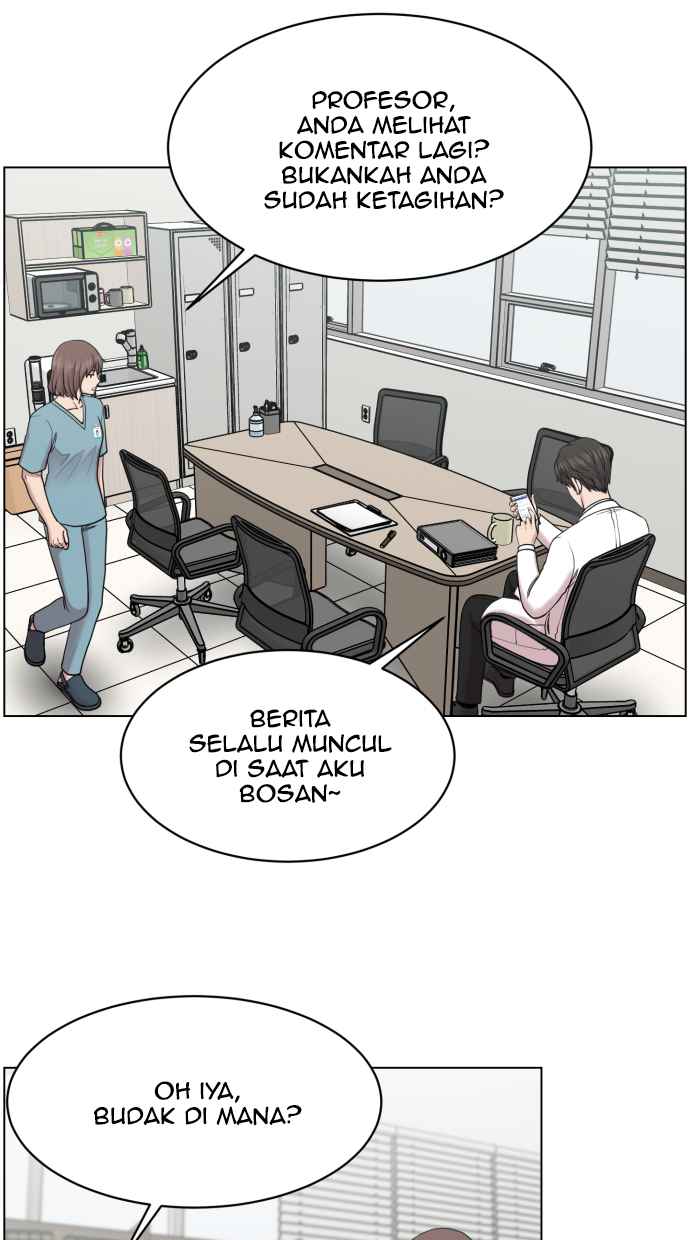 PROFESOR,
ANDA MELIHAT
KOMENTAR LAGI?
BUKANKAH ANDA
SUDAH KETAGIHAN?
BERITA
SELALU MUNCUL
DI SAAT AKU
BOSAN~
OH IYA,
BUDAK DI MANA?